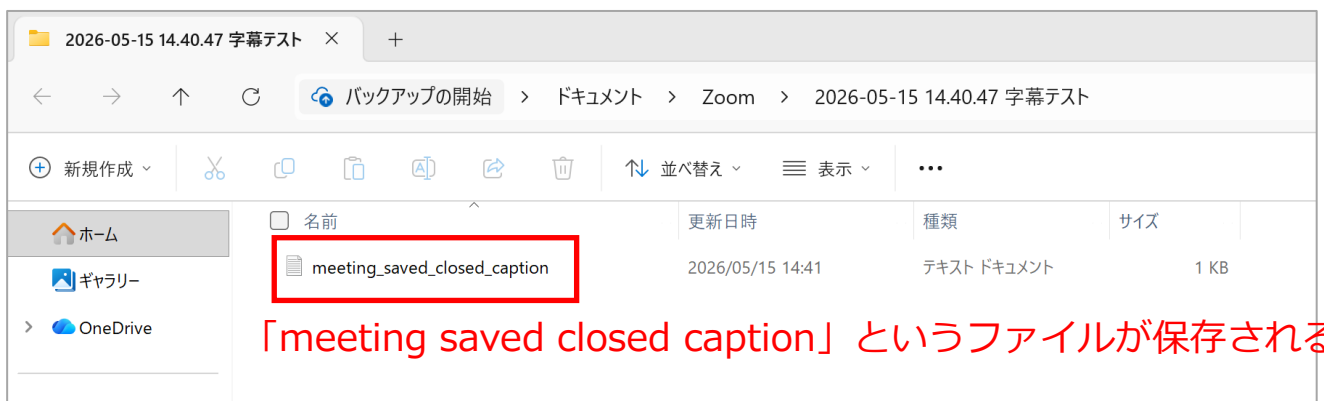 2026-05-15 14.40.47 字幕テスト
バックアップの開始 > ドキュメント > Zoom > 2026-05-15 14.40.47 字幕テスト
新規作成 並べ替え 表示
名前 更新日時 種類 サイズ
ホーム
meeting_saved_closed_caption 2026/05/15 14:41 テキスト ドキュメント 1 KB
ギャラリー
OneDrive
「meeting saved closed caption」というファイルが保存される